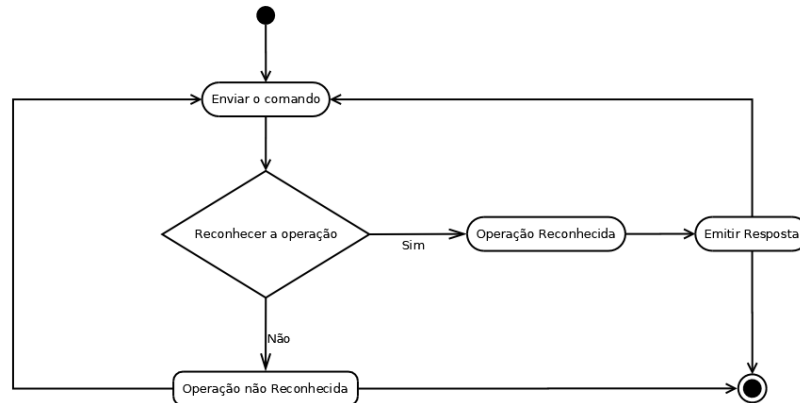 Enviar o comando
Reconhecer a operação
Sim
Operação Reconhecida
Emitir Resposta
Não
Operação não Reconhecida